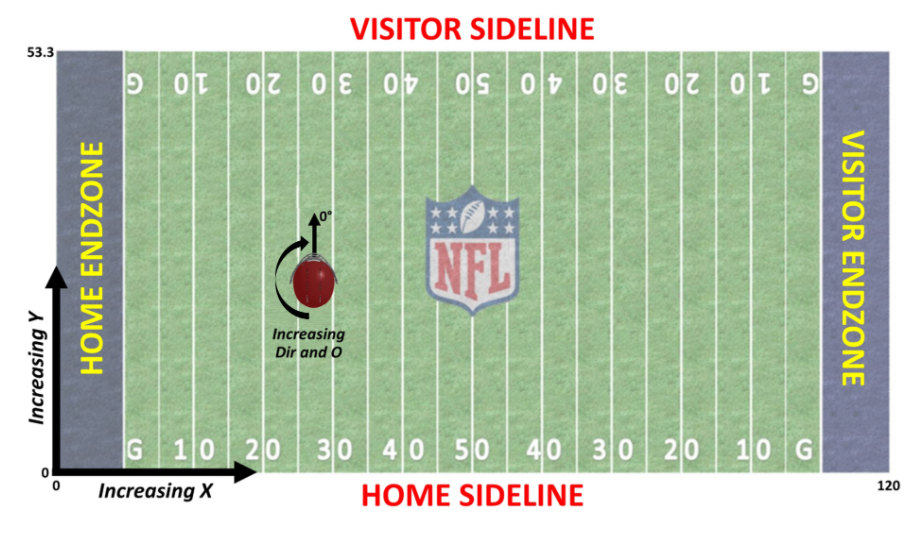 VISITOR SIDELINE
53.3
G 10 20 30 40 50 40 30 20 10 G
HOME ENDZONE
VISITOR ENDZONE
0°
NFL
Increasing
Dir and O
Increasing Y
G 10 20 30 40 50 40 30 20 10 G
0
0
Increasing X
HOME SIDELINE
120